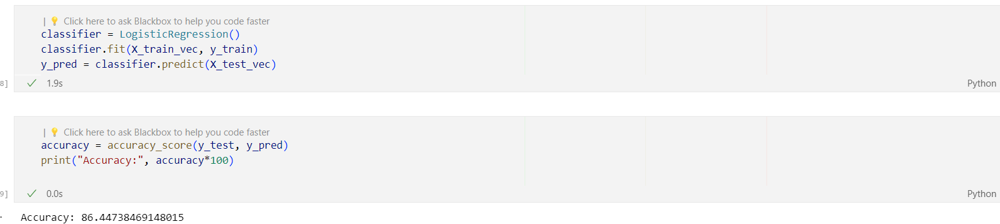 | 💡 Click here to ask Blackbox to help you code faster
classifier = LogisticRegression()
classifier.fit(X_train_vec, y_train)
y_pred = classifier.predict(X_test_vec)
8] ✓ 1.9s Python
| 💡 Click here to ask Blackbox to help you code faster
accuracy = accuracy_score(y_test, y_pred)
print("Accuracy:", accuracy*100)
9] ✓ 0.0s Python
Accuracy: 86.44738469148015